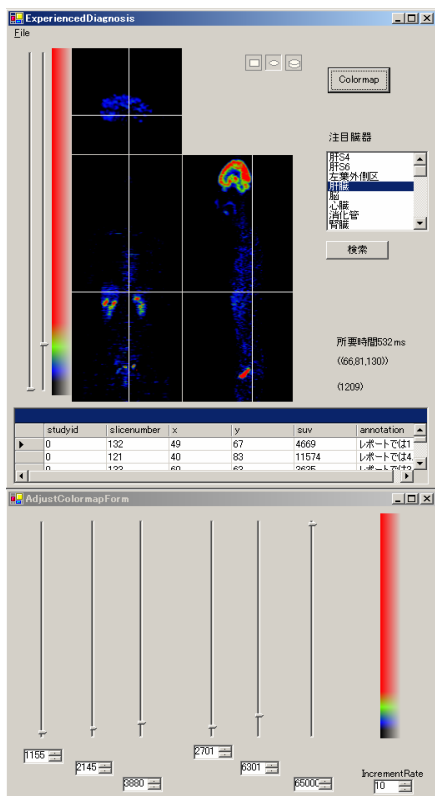 ExperiencedDiagnosis
File
Colormap
注目臓器
肝S4
肝S6
左葉外側区
肝臓
脳
心臓
消化管
腎臓
検索
所要時間532 ms
((66,81,130))
(1209)
studyid slicenumber x y suv annotation
0 132 49 67 4669 レポートでは1
0 121 40 83 11574 レポートでは4.
AdjustColormapForm
1155
2145
3880
2701
6301
6500
IncrementRate
10